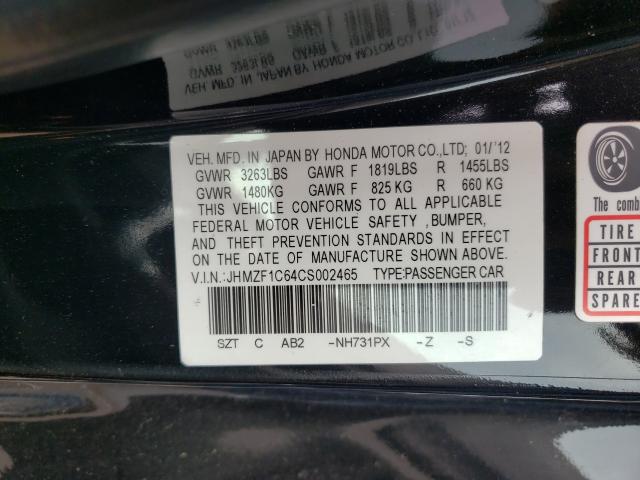 VEH. MFD. IN JAPAN BY HONDA MOTOR CO.,LTD; 01/'12
GVWR 3263LBS GAWR F 1819LBS R 1455LBS
GVWR 1480KG GAWR F 825 KG R 660 KG
THIS VEHICLE CONFORMS TO ALL APPLICABLE
FEDERAL MOTOR VEHICLE SAFETY ,BUMPER,
AND THEFT PREVENTION STANDARDS IN EFFECT
ON THE DATE OF MANUFACTURE SHOWN ABOVE.
V.I.N.:JHMZF1C64CS002465 TYPE:PASSENGER CAR
SZT C AB2 -NH731PX -Z -S
The comb
TIRE
FRONT
REAR
SPARE